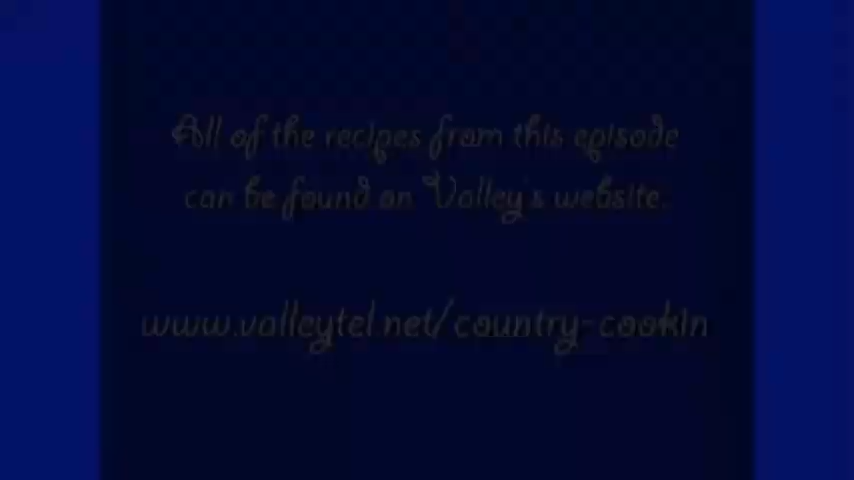 All of the recipes from this episode
can be found on Valley's website.
www.valleytel.net/country-cookin